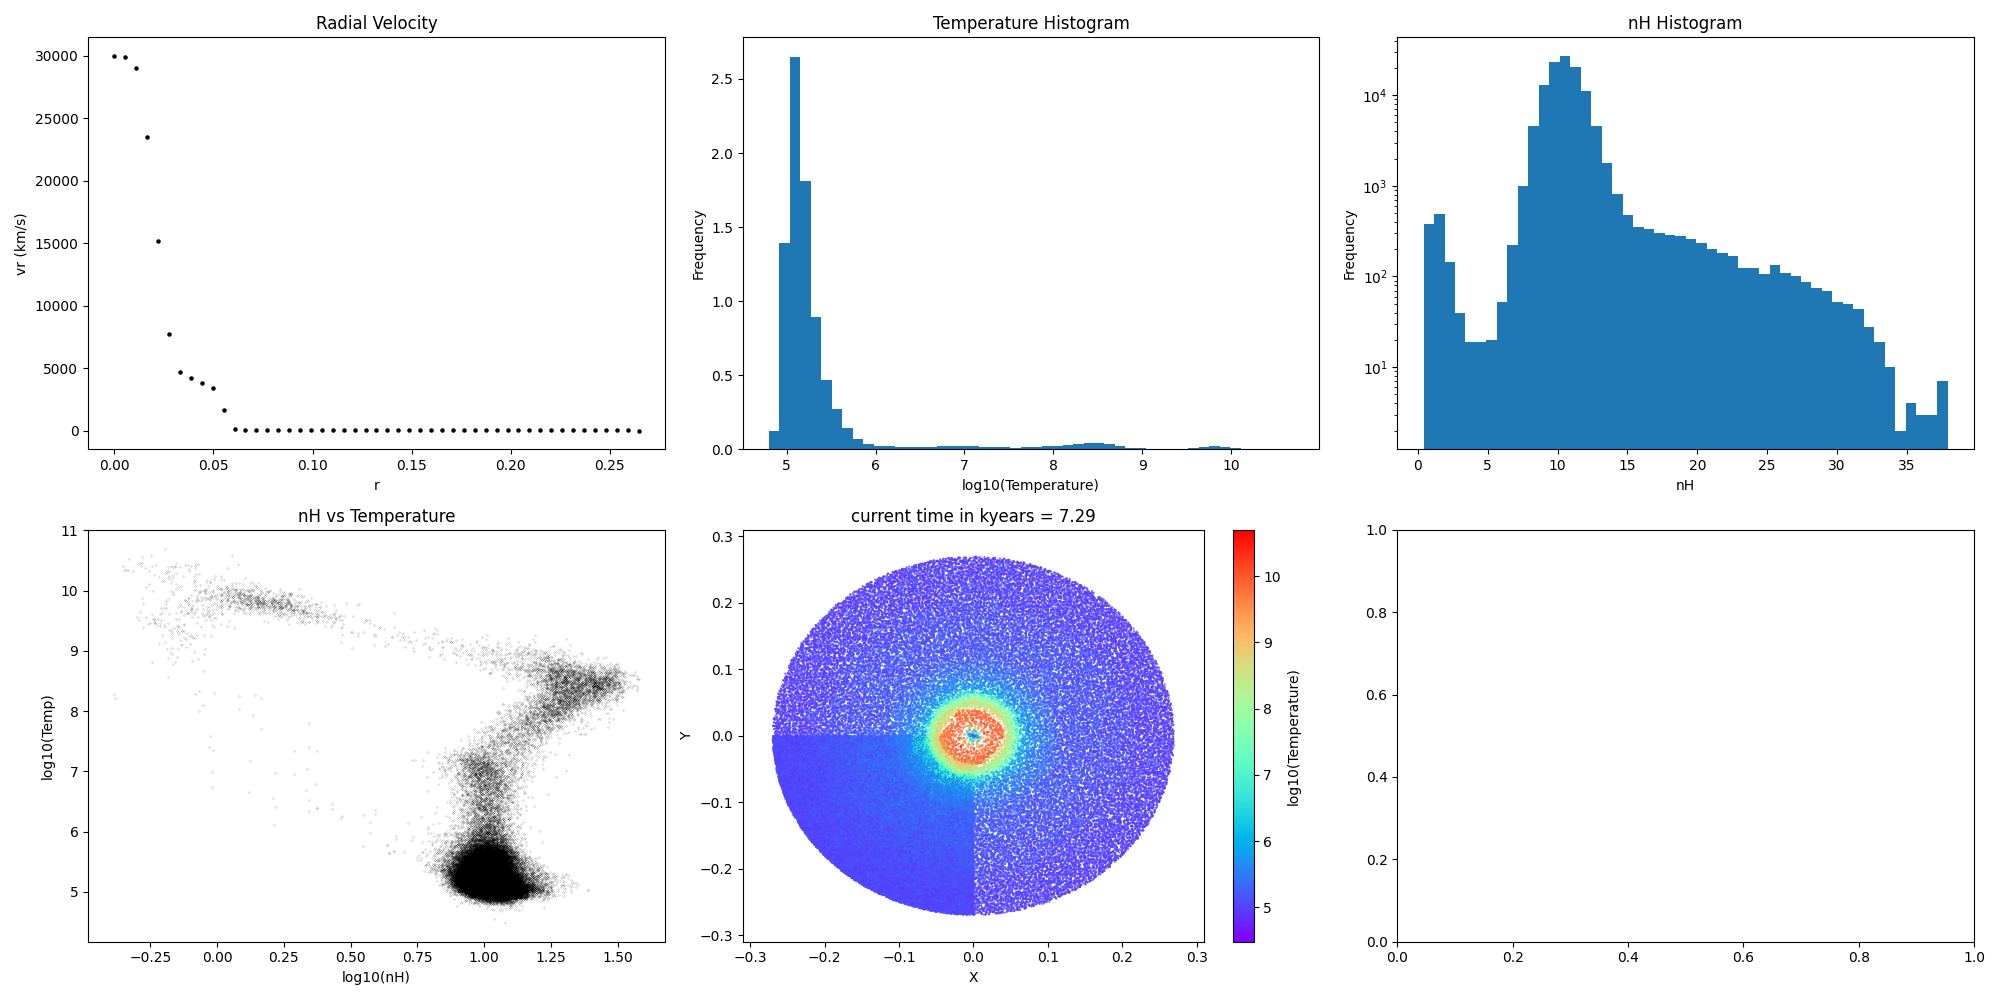 Radial Velocity
30000
25000
20000
15000
10000
5000
0
vr (km/s)
0.00 0.05 0.10 0.15 0.20 0.25
r
Temperature Histogram
2.5
2.0
1.5
1.0
0.5
0.0
Frequency
5 6 7 8 9 10
log10(Temperature)
nH Histogram
10^4
10^3
10^2
10^1
Frequency
0 5 10 15 20 25 30 35
nH
nH vs Temperature
11
10
9
8
7
6
5
log10(Temp)
−0.25 0.00 0.25 0.50 0.75 1.00 1.25 1.50
log10(nH)
current time in kyears = 7.29
0.3
0.2
0.1
0.0
−0.1
−0.2
−0.3
Y
−0.3 −0.2 −0.1 0.0 0.1 0.2 0.3
X
10
9
8
7
6
5
log10(Temperature)
1.0
0.8
0.6
0.4
0.2
0.0
0.0 0.2 0.4 0.6 0.8 1.0